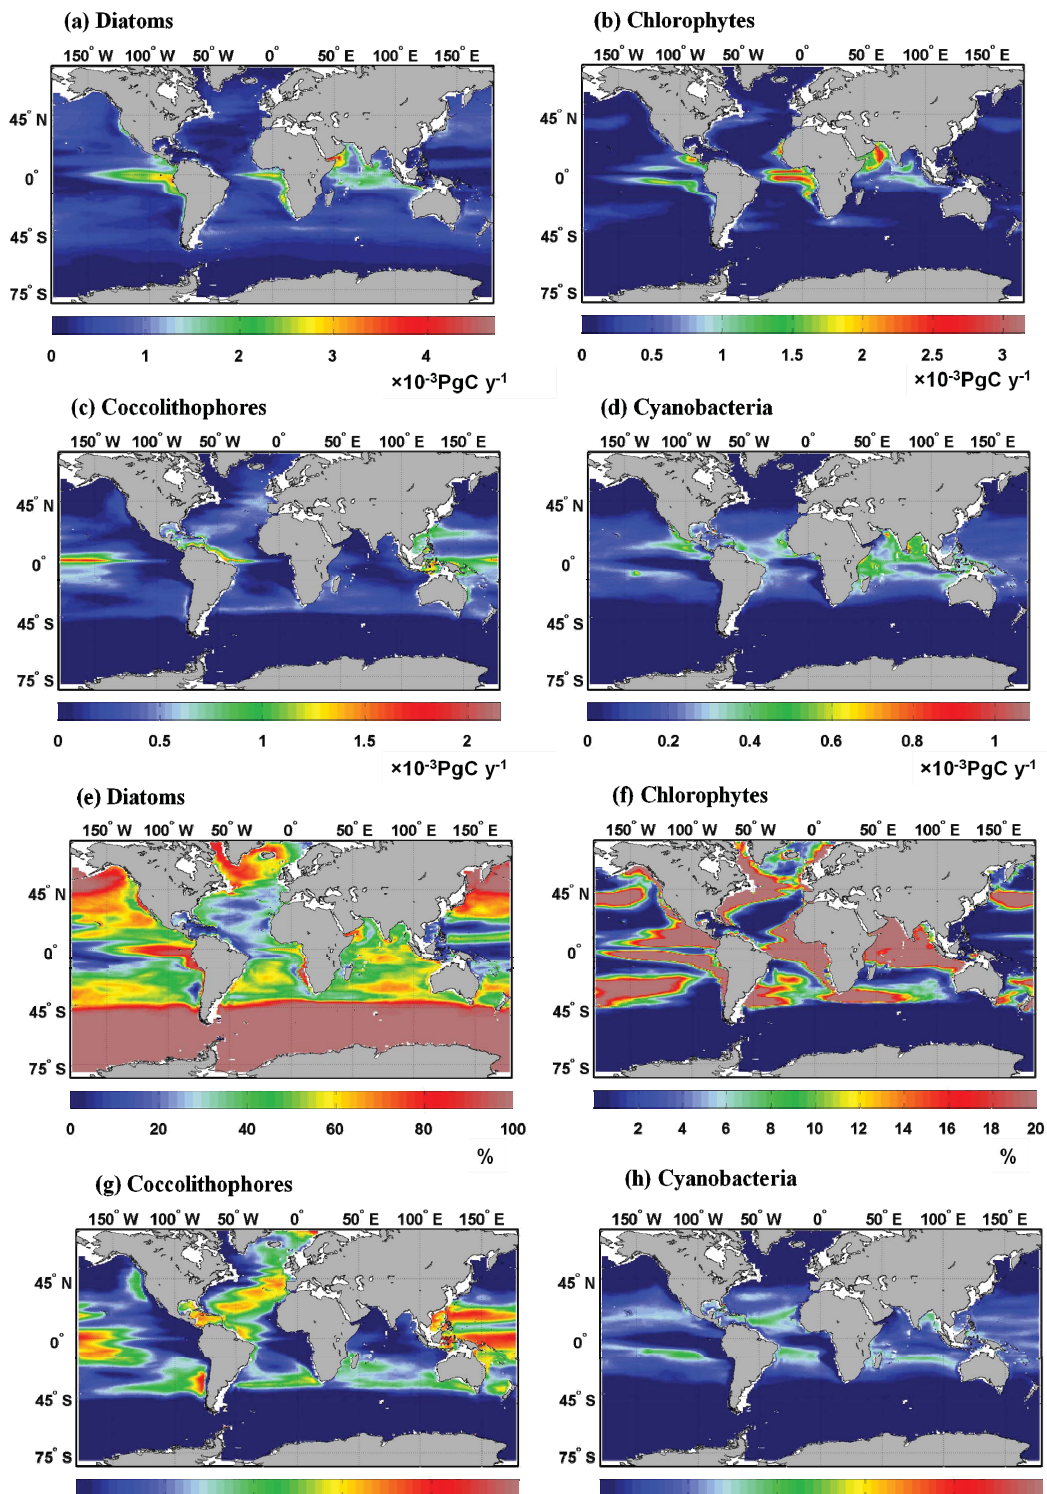 (a) Diatoms
150° W 100° W 50° W 0° 50° E 100° E 150° E
45° N
0°
45° S
75° S
0 1 2 3 4
×10-3PgC y-1
(b) Chlorophytes
150° W 100° W 50° W 0° 50° E 100° E 150° E
45° N
0°
45° S
75° S
0 0.5 1 1.5 2 2.5 3
×10-3PgC y-1
(c) Coccolithophores
150° W 100° W 50° W 0° 50° E 100° E 150° E
45° N
0°
45° S
75° S
0 0.5 1 1.5 2
×10-3PgC y-1
(d) Cyanobacteria
150° W 100° W 50° W 0° 50° E 100° E 150° E
45° N
0°
45° S
75° S
0 0.2 0.4 0.6 0.8 1
×10-3PgC y-1
(e) Diatoms
150° W 100° W 50° W 0° 50° E 100° E 150° E
45° N
0°
45° S
75° S
0 20 40 60 80 100
%
(f) Chlorophytes
150° W 100° W 50° W 0° 50° E 100° E 150° E
45° N
0°
45° S
75° S
2 4 6 8 10 12 14 16 18 20
%
(g) Coccolithophores
150° W 100° W 50° W 0° 50° E 100° E 150° E
45° N
0°
45° S
75° S
(h) Cyanobacteria
150° W 100° W 50° W 0° 50° E 100° E 150° E
45° N
0°
45° S
75° S